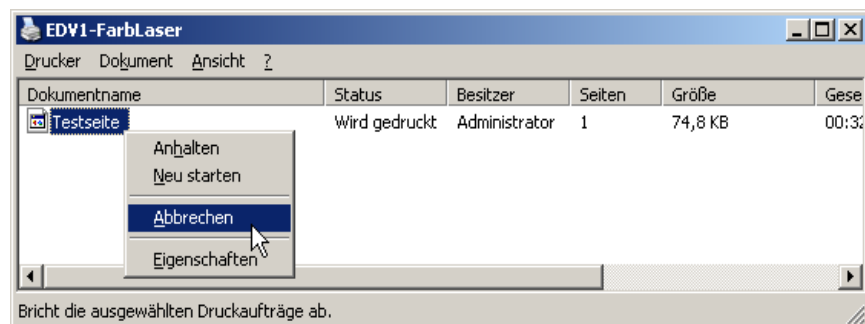 EDV1-FarbLaser
Drucker Dokument Ansicht ?
Dokumentname Status Besitzer Seiten Größe Gese
Testseite Wird gedruckt Administrator 1 74,8 KB 00:32
Anhalten
Neu starten
Abbrechen
Eigenschaften
Bricht die ausgewählten Druckaufträge ab.